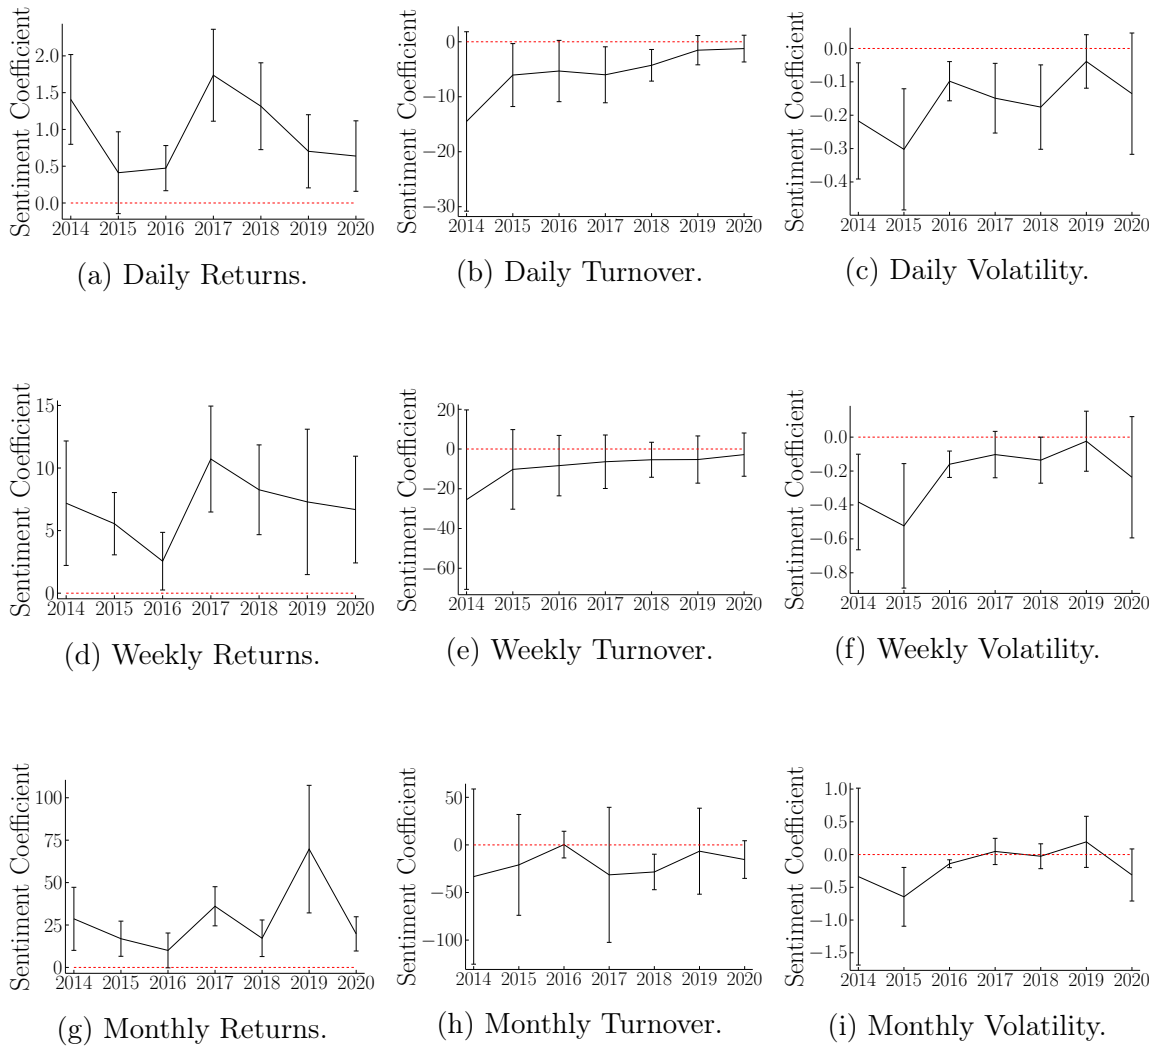 Sentiment Coefficient
2.0
1.5
1.0
0.5
0.0
2014 2015 2016 2017 2018 2019 2020
(a) Daily Returns.
Sentiment Coefficient
0
−10
−20
−30
2014 2015 2016 2017 2018 2019 2020
(b) Daily Turnover.
Sentiment Coefficient
0.0
−0.1
−0.2
−0.3
−0.4
2014 2015 2016 2017 2018 2019 2020
(c) Daily Volatility.
Sentiment Coefficient
15
10
5
0
2014 2015 2016 2017 2018 2019 2020
(d) Weekly Returns.
Sentiment Coefficient
20
0
−20
−40
−60
2014 2015 2016 2017 2018 2019 2020
(e) Weekly Turnover.
Sentiment Coefficient
0.0
−0.2
−0.4
−0.6
−0.8
2014 2015 2016 2017 2018 2019 2020
(f) Weekly Volatility.
Sentiment Coefficient
100
75
50
25
0
2014 2015 2016 2017 2018 2019 2020
(g) Monthly Returns.
Sentiment Coefficient
50
0
−50
−100
2014 2015 2016 2017 2018 2019 2020
(h) Monthly Turnover.
Sentiment Coefficient
1.0
0.5
0.0
−0.5
−1.0
−1.5
2014 2015 2016 2017 2018 2019 2020
(i) Monthly Volatility.